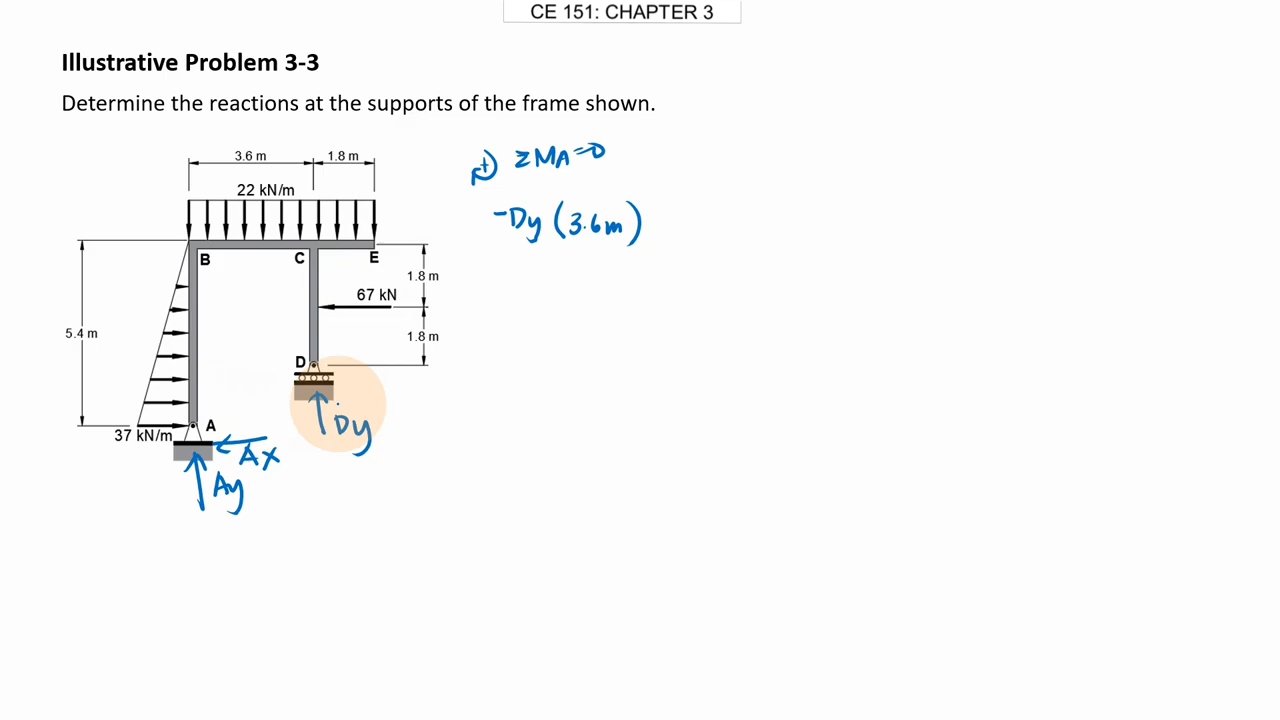 CE 151: CHAPTER 3
Illustrative Problem 3-3
Determine the reactions at the supports of the frame shown.
3.6 m
1.8 m
22 kN/m
B
C
E
1.8 m
67 kN
5.4 m
1.8 m
D
37 kN/m
A
Dy
Ax
Ay
+ ΣMA=0
-Dy (3.6m)